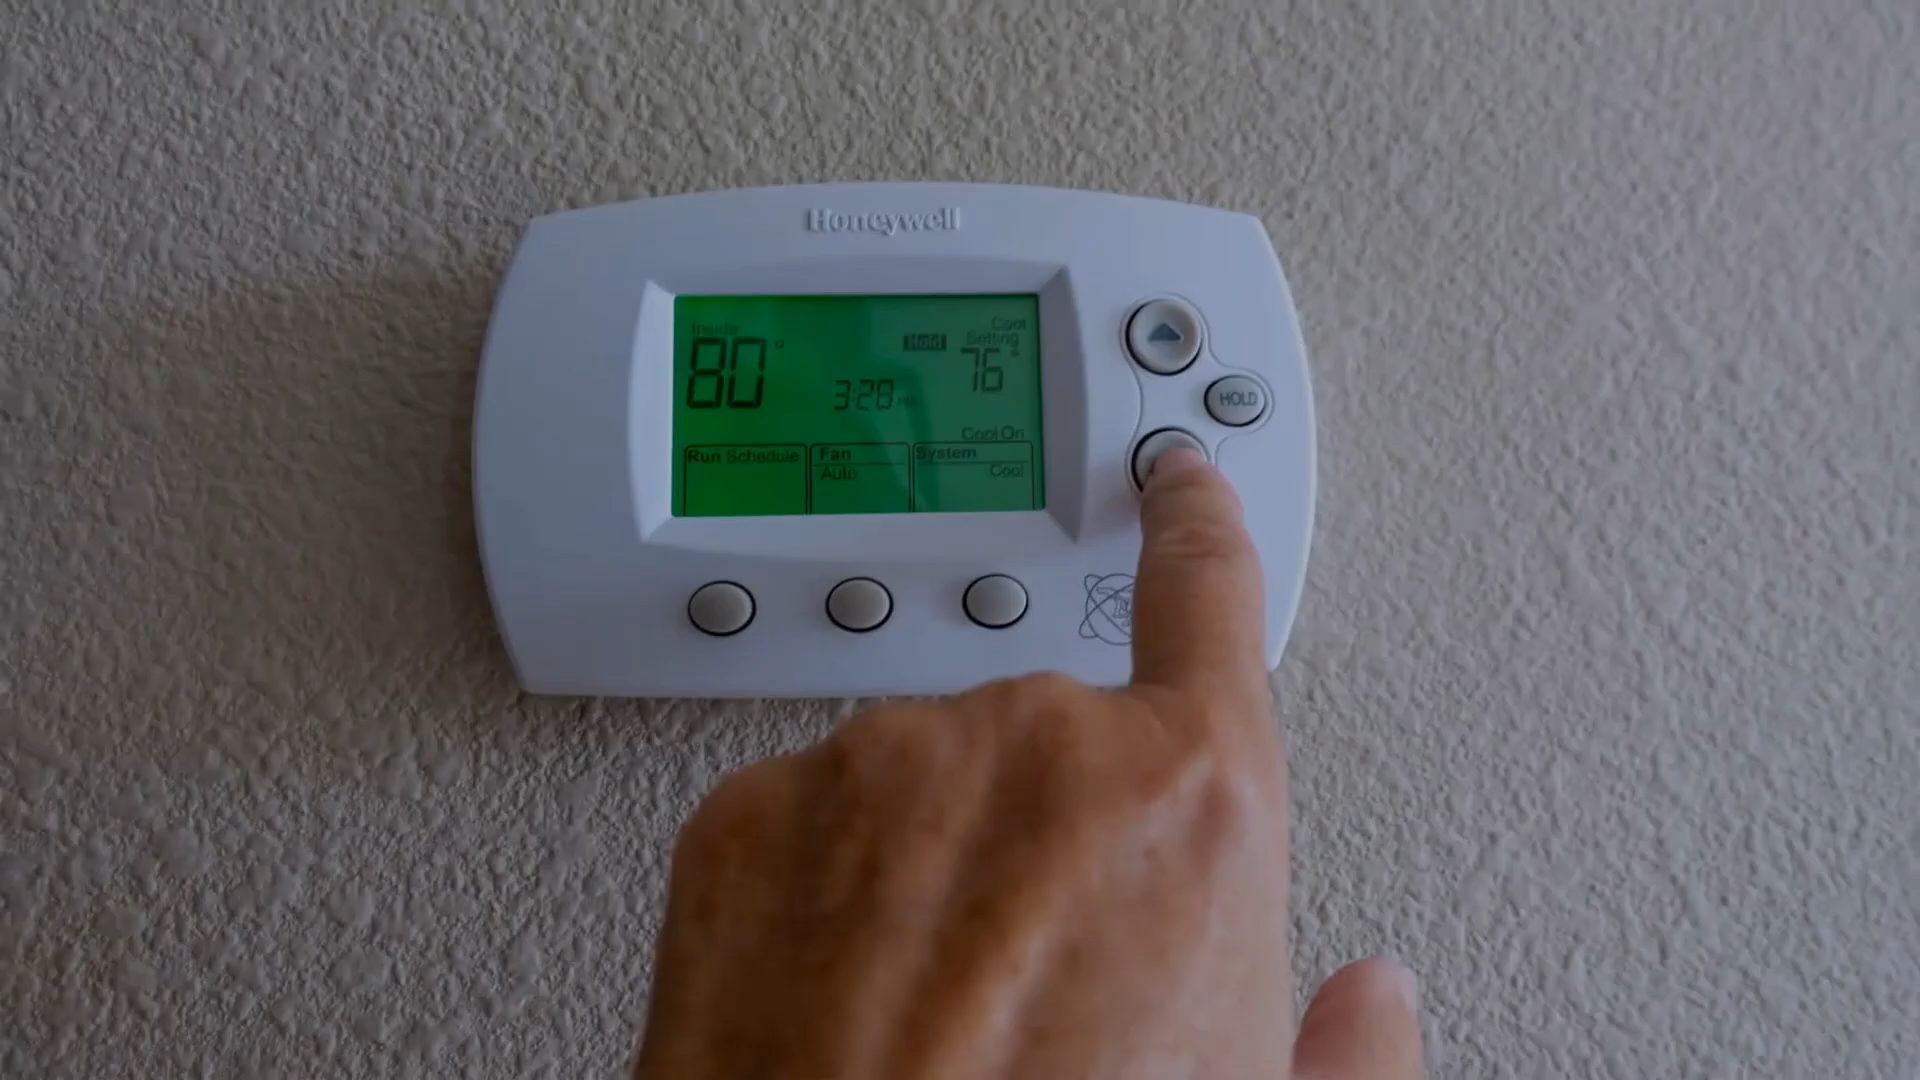 Honeywell
Inside
80°
Hold
Cool
Setting
76°
3:28
Cool On
Run Schedule
Fan
Auto
System
Cool
HOLD